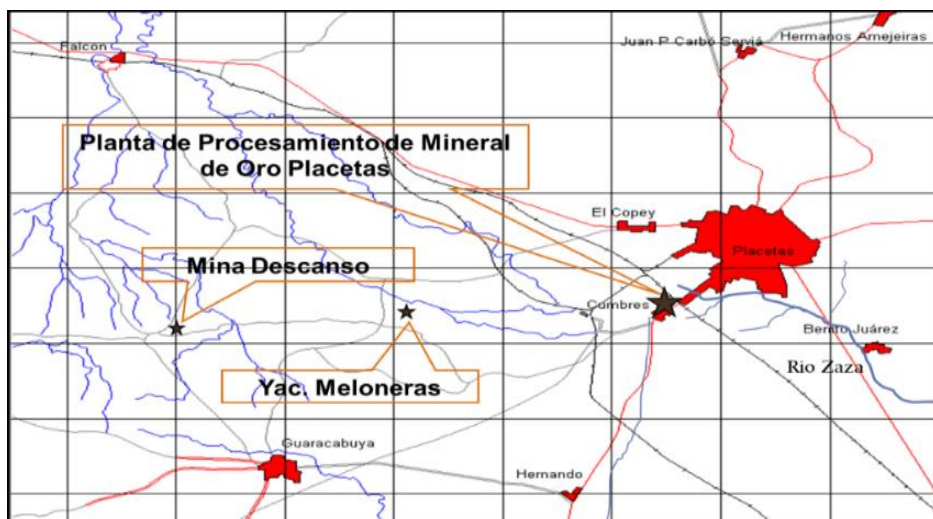 Falcon
Juan P Carbó Serviá
Hermanos Amejeiras
Planta de Procesamiento de Mineral
de Oro Placetas
El Copey
Placetas
Mina Descanso
Cumbres
Benito Juárez
Rio Zaza
Yac. Meloneras
Guaracabuya
Hernando